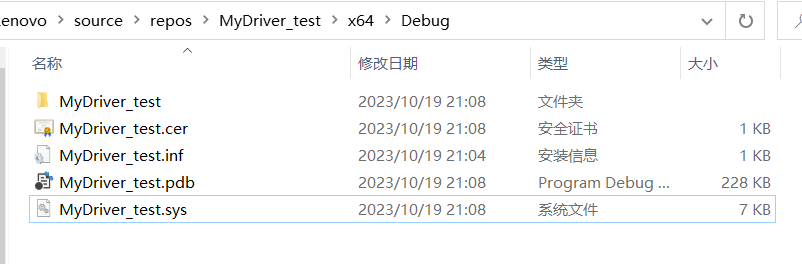 Lenovo > source > repos > MyDriver_test > x64 > Debug
名称 修改日期 类型 大小
MyDriver_test 2023/10/19 21:08 文件夹
MyDriver_test.cer 2023/10/19 21:08 安全证书 1 KB
MyDriver_test.inf 2023/10/19 21:04 安装信息 1 KB
MyDriver_test.pdb 2023/10/19 21:08 Program Debug ... 228 KB
MyDriver_test.sys 2023/10/19 21:08 系统文件 7 KB